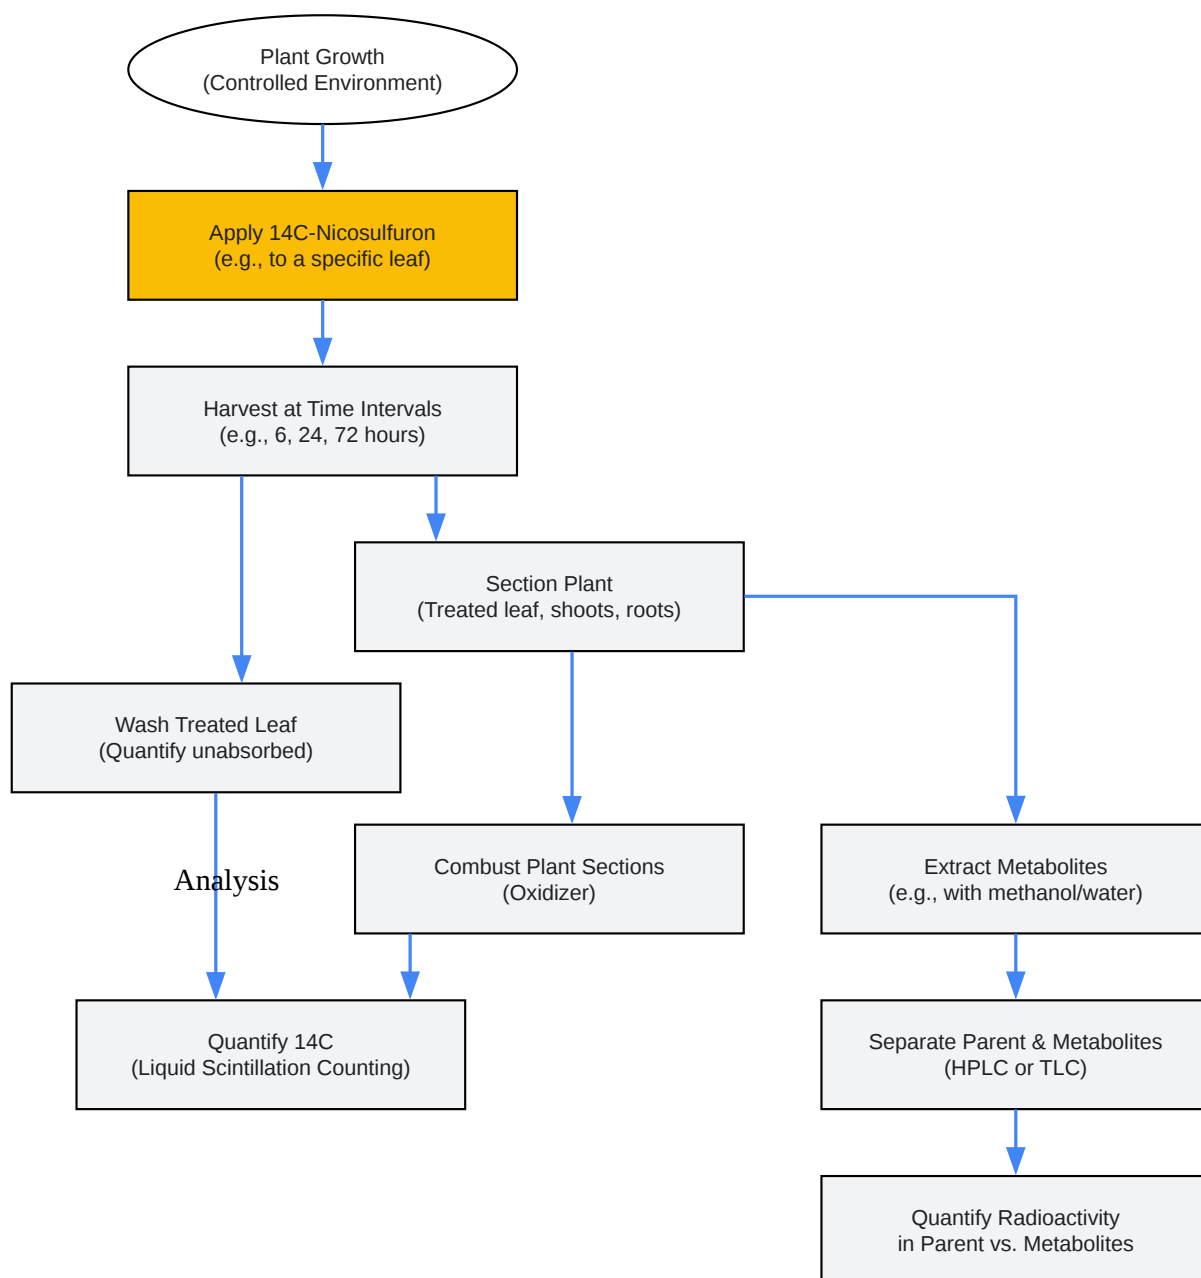 Plant Growth
(Controlled Environment)
Apply 14C-Nicosulfuron
(e.g., to a specific leaf)
Harvest at Time Intervals
(e.g., 6, 24, 72 hours)
Section Plant
(Treated leaf, shoots, roots)
Wash Treated Leaf
(Quantify unabsorbed)
Analysis
Combust Plant Sections
(Oxidizer)
Extract Metabolites
(e.g., with methanol/water)
Quantify 14C
(Liquid Scintillation Counting)
Separate Parent & Metabolites
(HPLC or TLC)
Quantify Radioactivity
in Parent vs. Metabolites